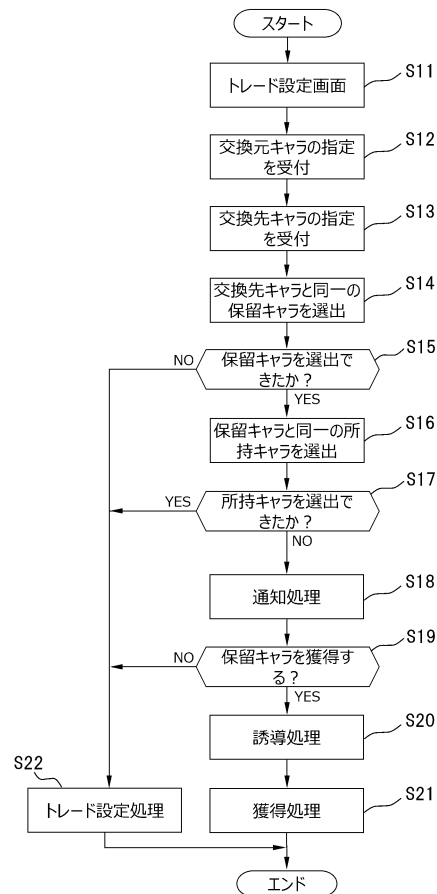 スタート
S11
トレード設定画面
S12
交換元キャラの指定
を受付
S13
交換先キャラの指定
を受付
S14
交換先キャラと同一の
保留キャラを選出
S15
保留キャラを選出で
きたか？
NO
YES
S16
保留キャラと同一の所
持キャラを選出
S17
所持キャラを選出で
きたか？
YES
NO
S18
通知処理
S19
保留キャラを獲得す
る？
NO
YES
S20
誘導処理
S22
トレード設定処理
S21
獲得処理
エンド